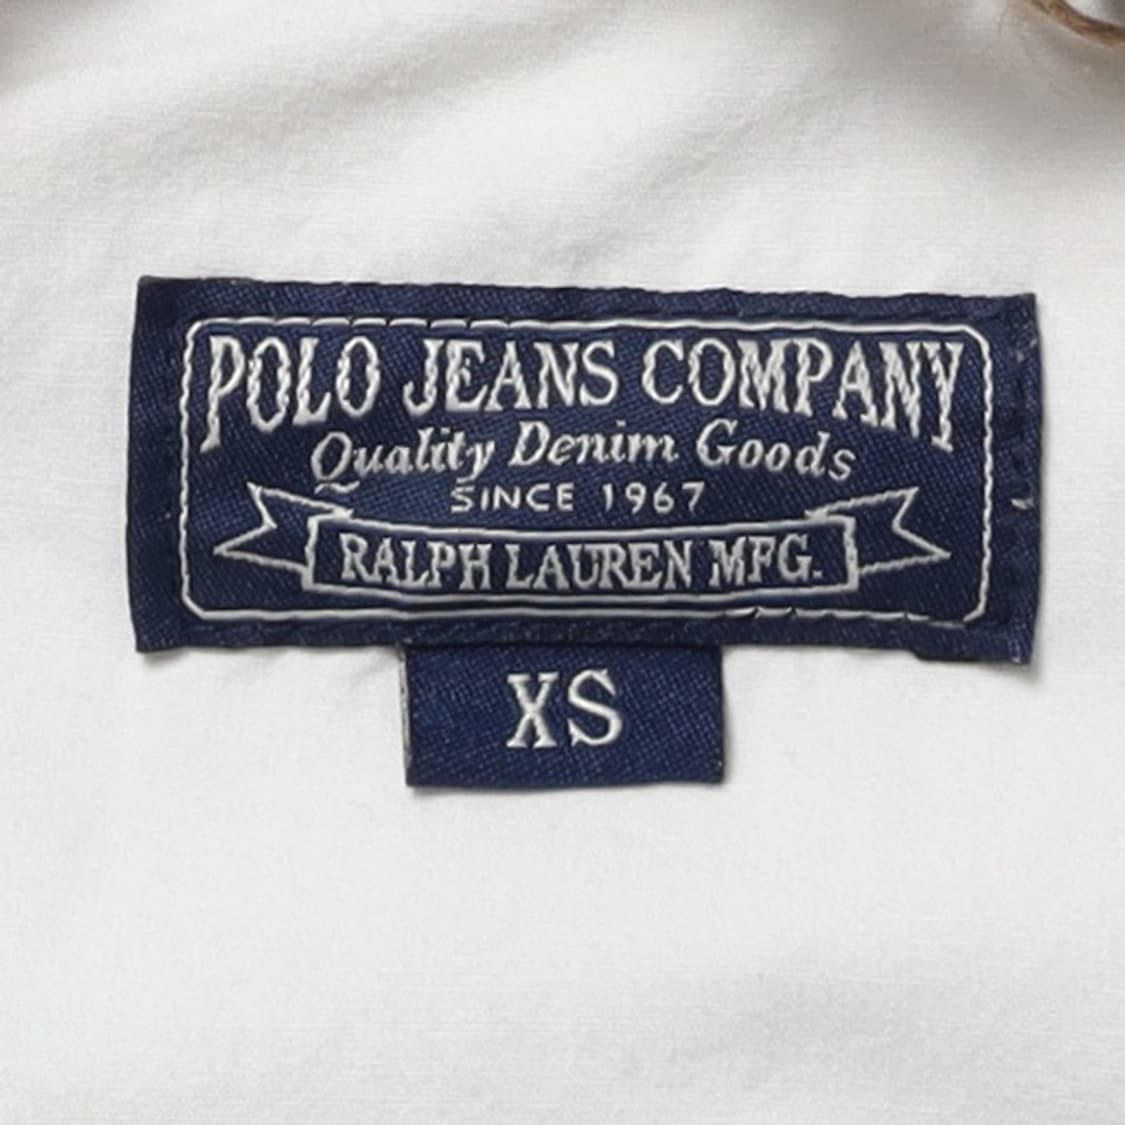 POLO JEANS COMPANY
Quality Denim Goods
SINCE 1967
RALPH LAUREN MFG.
XS